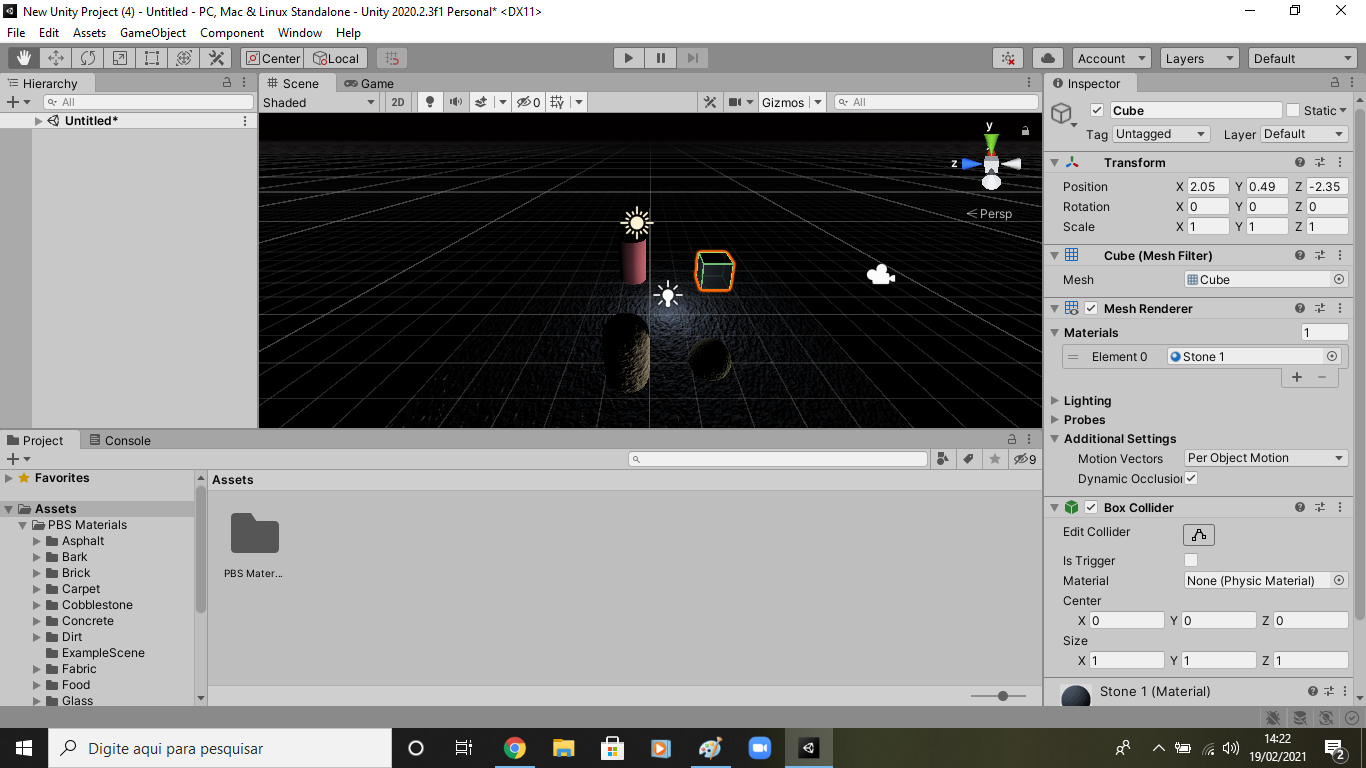 New Unity Project (4) - Untitled - PC, Mac & Linux Standalone - Unity 2020.2.3f1 Personal* <DX11>
File Edit Assets GameObject Component Window Help
Center Local Account Layers Default
Hierarchy
All
Untitled*
Scene Game
Shaded 2D 0 Gizmos All
y
z
Persp
Project Console
9
Favorites
Assets
PBS Materials
Asphalt
Bark
Brick
Carpet
Cobblestone
Concrete
Dirt
ExampleScene
Fabric
Food
Glass
Assets
PBS Mater...
Inspector
Cube Static
Tag Untagged Layer Default
Transform
Position X 2.05 Y 0.49 Z -2.35
Rotation X 0 Y 0 Z 0
Scale X 1 Y 1 Z 1
Cube (Mesh Filter)
Mesh Cube
Mesh Renderer
Materials 1
Element 0 Stone 1
Lighting
Probes
Additional Settings
Motion Vectors Per Object Motion
Dynamic Occlusion
Box Collider
Edit Collider
Is Trigger
Material None (Physic Material)
Center
X 0 Y 0 Z 0
Size
X 1 Y 1 Z 1
Stone 1 (Material)
Digite aqui para pesquisar
14:22
19/02/2021
2